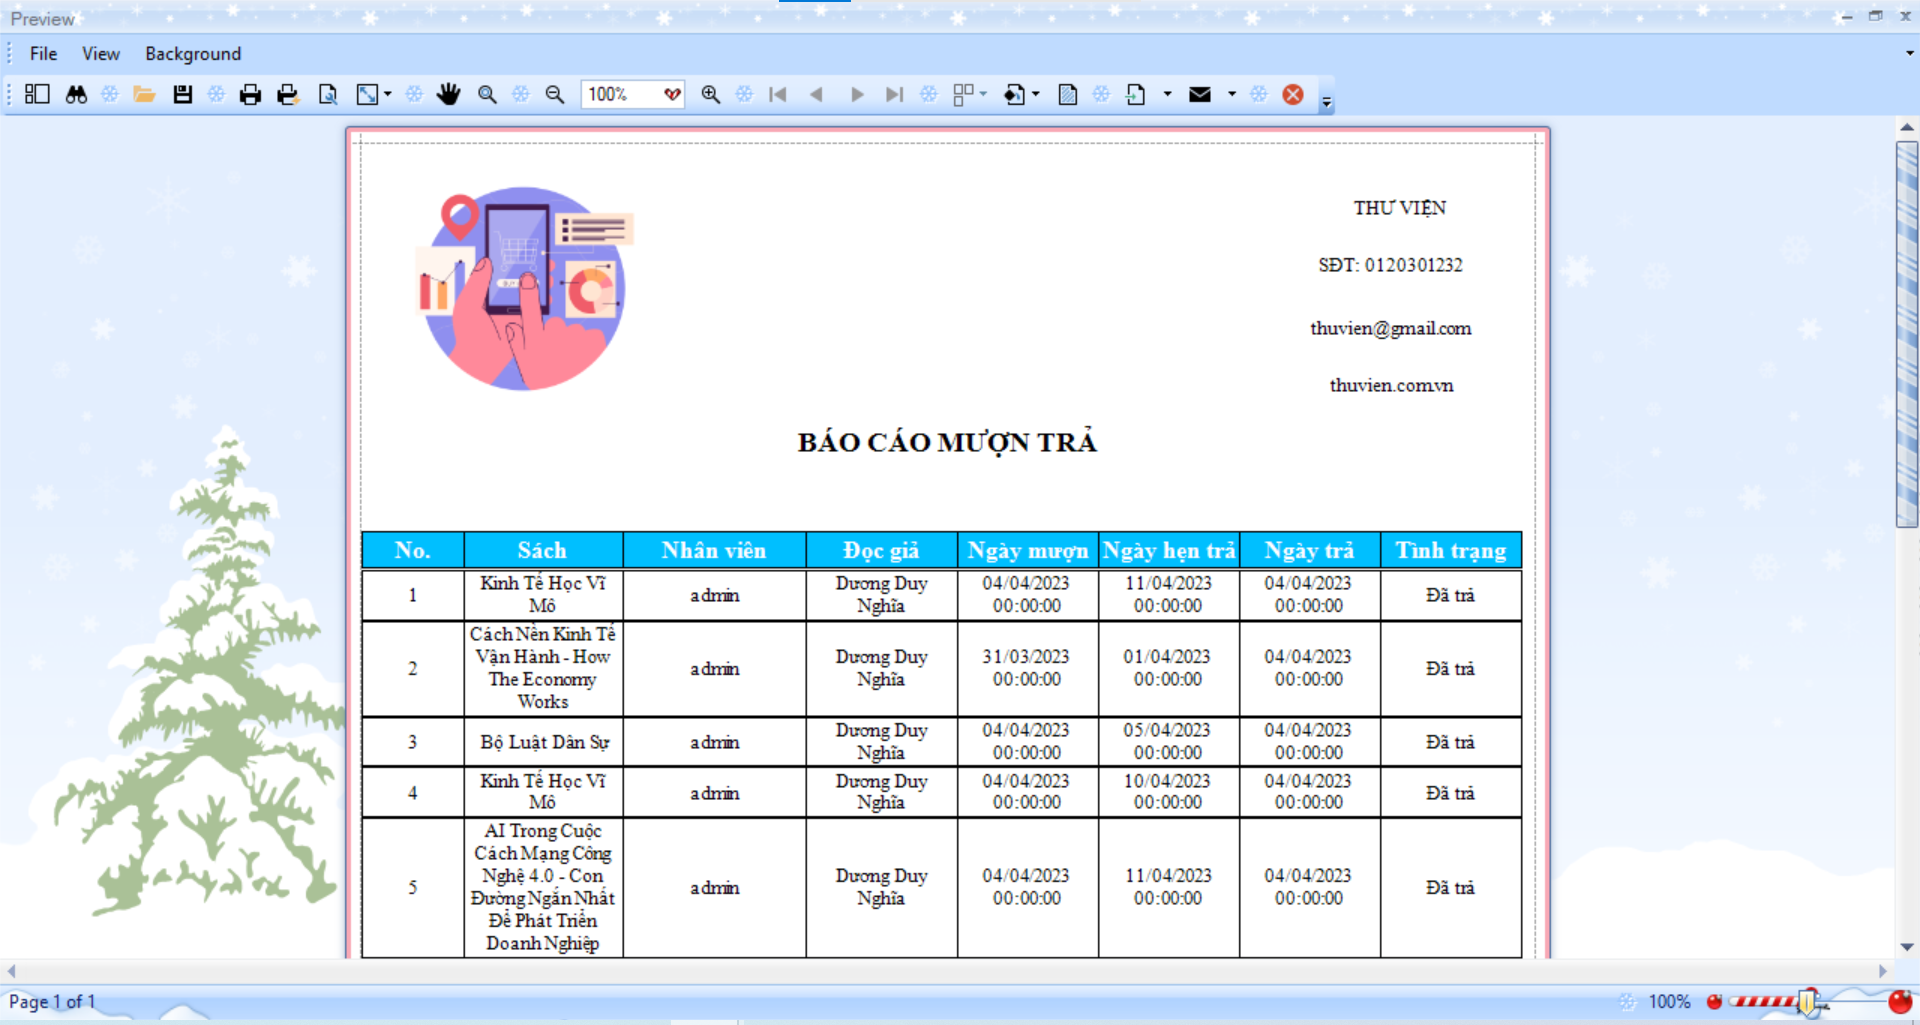 Preview
File View Background
100%
THƯ VIỆN
SĐT: 0120301232
thuvien@gmail.com
thuvien.com.vn
BÁO CÁO MƯỢN TRẢ
No. Sách Nhân viên Đọc giả Ngày mượn Ngày hẹn trả Ngày trả Tình trạng
1 Kinh Tế Học Vĩ Mô admin Dương Duy Nghĩa 04/04/2023 00:00:00 11/04/2023 00:00:00 04/04/2023 00:00:00 Đã trả
2 Cách Nền Kinh Tế Vận Hành - How The Economy Works admin Dương Duy Nghĩa 31/03/2023 00:00:00 01/04/2023 00:00:00 04/04/2023 00:00:00 Đã trả
3 Bộ Luật Dân Sự admin Dương Duy Nghĩa 04/04/2023 00:00:00 05/04/2023 00:00:00 04/04/2023 00:00:00 Đã trả
4 Kinh Tế Học Vĩ Mô admin Dương Duy Nghĩa 04/04/2023 00:00:00 10/04/2023 00:00:00 04/04/2023 00:00:00 Đã trả
5 AI Trong Cuộc Cách Mạng Công Nghệ 4.0 - Con Đường Ngắn Nhất Để Phát Triển Doanh Nghiệp admin Dương Duy Nghĩa 04/04/2023 00:00:00 11/04/2023 00:00:00 04/04/2023 00:00:00 Đã trả
Page 1 of 1
100%